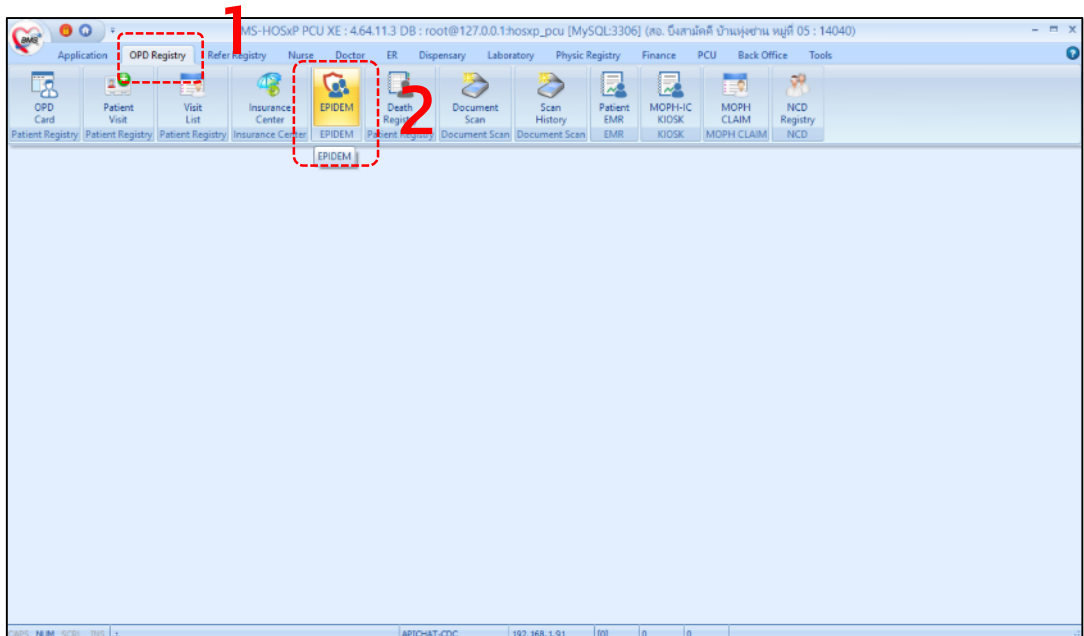 1
BMS
MS-HOSxP PCU XE : 4.64.11.3 DB : root@127.0.0.1:hosxp_pcu [MySQL:3306] (สอ. บึงสามัคคี บ้านทุ่งซ่าน หมู่ที่ 05 : 14040)
Application OPD Registry Refer Registry Nurse Doctor ER Dispensary Laboratory Physic Registry Finance PCU Back Office Tools
2
OPD Card Patient Visit Visit List Insurance Center EPIDEM Death Regist Document Scan Scan History Patient EMR MOPH-IC KIOSK MOPH CLAIM NCD Registry
Patient Registry Patient Registry Patient Registry Insurance Center EPIDEM Patient Registry Document Scan Document Scan EMR KIOSK MOPH CLAIM NCD
EPIDEM
CAPS NUM SCRL INS : APICHAT-CDC 192.168.1.91 [0] 0 0